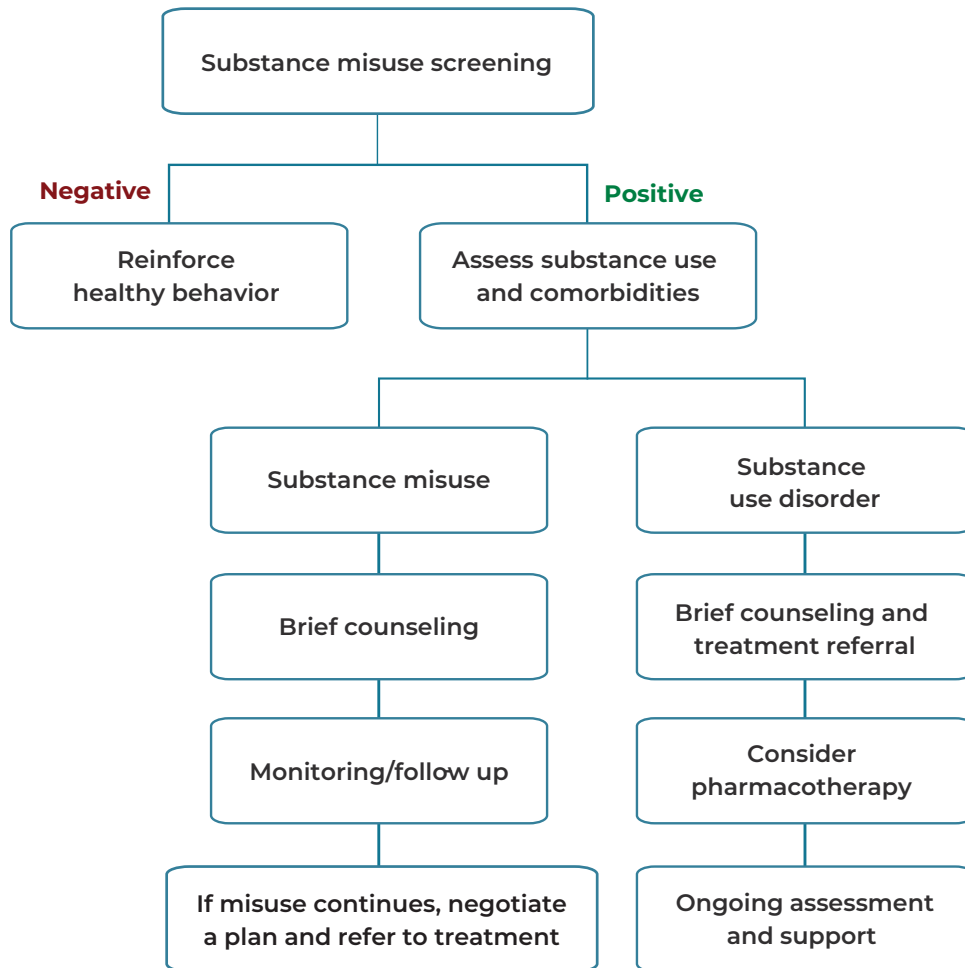 Substance misuse screening
Negative
Positive
Reinforce
healthy behavior
Assess substance use
and comorbidities
Substance misuse
Substance
use disorder
Brief counseling
Brief counseling and
treatment referral
Monitoring/follow up
Consider
pharmacotherapy
If misuse continues, negotiate
a plan and refer to treatment
Ongoing assessment
and support